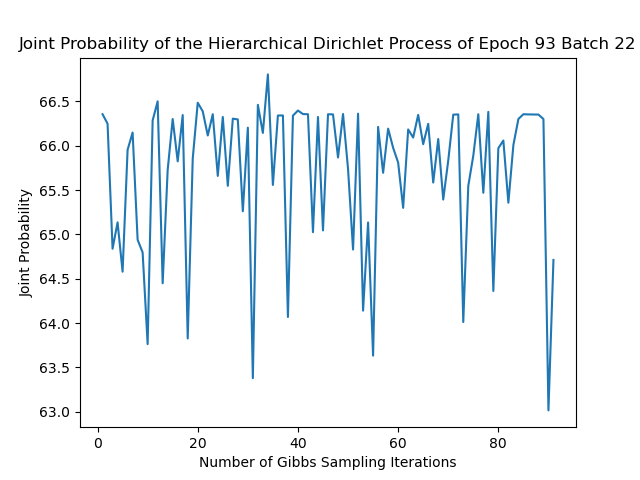 Joint Probability of the Hierarchical Dirichlet Process of Epoch 93 Batch 22
66.5
66.0
65.5
65.0
64.5
64.0
63.5
63.0
Joint Probability
0 20 40 60 80
Number of Gibbs Sampling Iterations